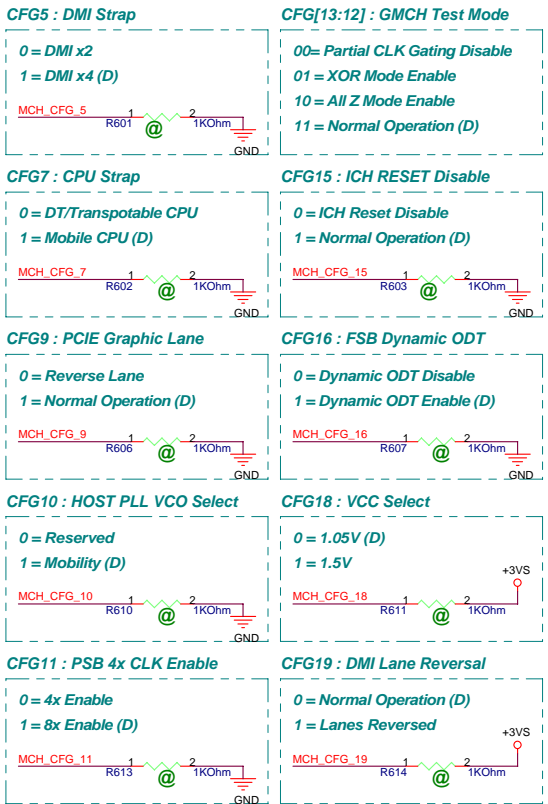 CFG5 : DMI Strap
0 = DMI x2
1 = DMI x4 (D)
MCH_CFG_5
1
2
R601
@
1KOhm
GND
CFG[13:12] : GMCH Test Mode
00= Partial CLK Gating Disable
01 = XOR Mode Enable
10 = All Z Mode Enable
11 = Normal Operation (D)
CFG7 : CPU Strap
0 = DT/Transpotable CPU
1 = Mobile CPU (D)
MCH_CFG_7
1
2
R602
@
1KOhm
GND
CFG15 : ICH RESET Disable
0 = ICH Reset Disable
1 = Normal Operation (D)
MCH_CFG_15
1
2
R603
@
1KOhm
GND
CFG9 : PCIE Graphic Lane
0 = Reverse Lane
1 = Normal Operation (D)
MCH_CFG_9
1
2
R606
@
1KOhm
GND
CFG16 : FSB Dynamic ODT
0 = Dynamic ODT Disable
1 = Dynamic ODT Enable (D)
MCH_CFG_16
1
2
R607
@
1KOhm
GND
CFG10 : HOST PLL VCO Select
0 = Reserved
1 = Mobility (D)
MCH_CFG_10
1
2
R610
@
1KOhm
GND
CFG18 : VCC Select
0 = 1.05V (D)
1 = 1.5V
+3VS
MCH_CFG_18
1
2
R611
@
1KOhm
CFG11 : PSB 4x CLK Enable
0 = 4x Enable
1 = 8x Enable (D)
MCH_CFG_11
1
2
R613
@
1KOhm
GND
CFG19 : DMI Lane Reversal
0 = Normal Operation (D)
1 = Lanes Reversed
+3VS
MCH_CFG_19
1
2
R614
@
1KOhm